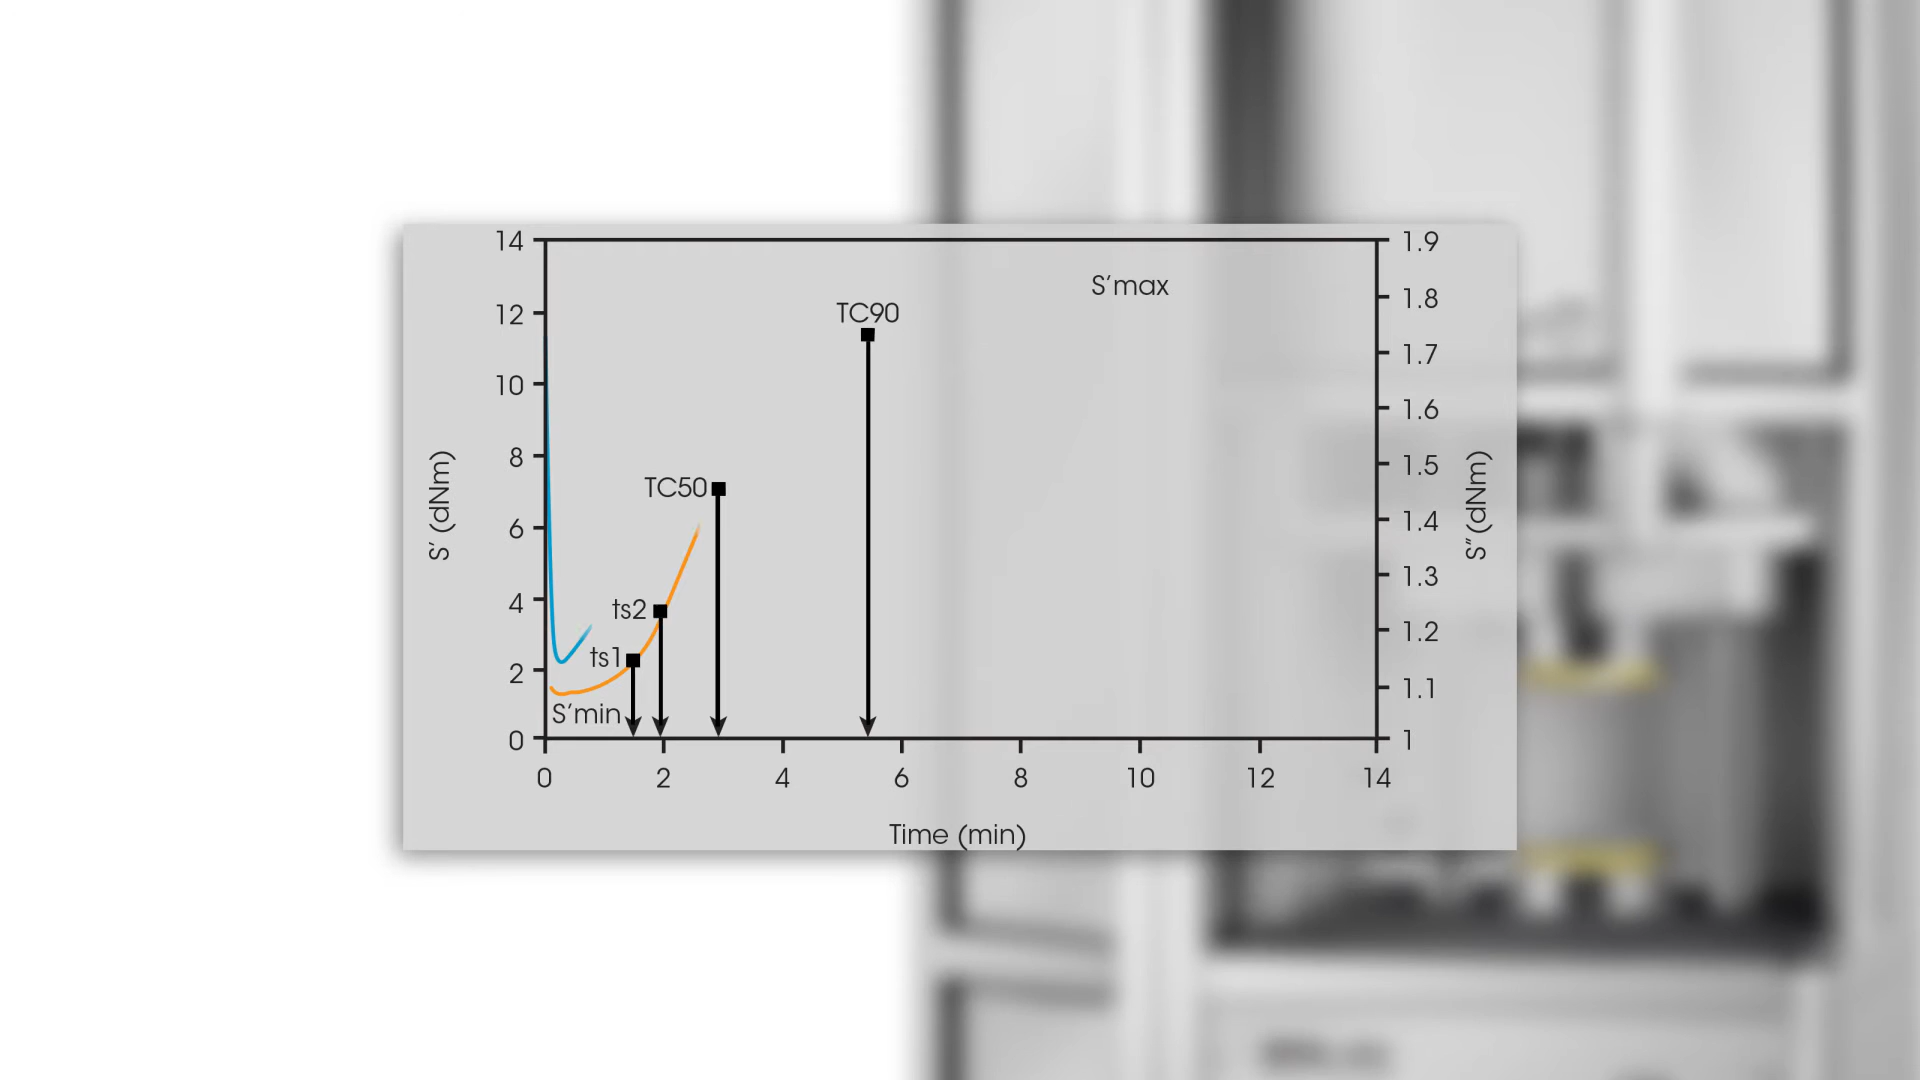 14
12
10
8
6
4
2
0
S′ (dNm)
S′max
TC90
TC50
ts2
ts1
S′min
1.9
1.8
1.7
1.6
1.5
1.4
1.3
1.2
1.1
1
S″ (dNm)
0 2 4 6 8 10 12 14
Time (min)